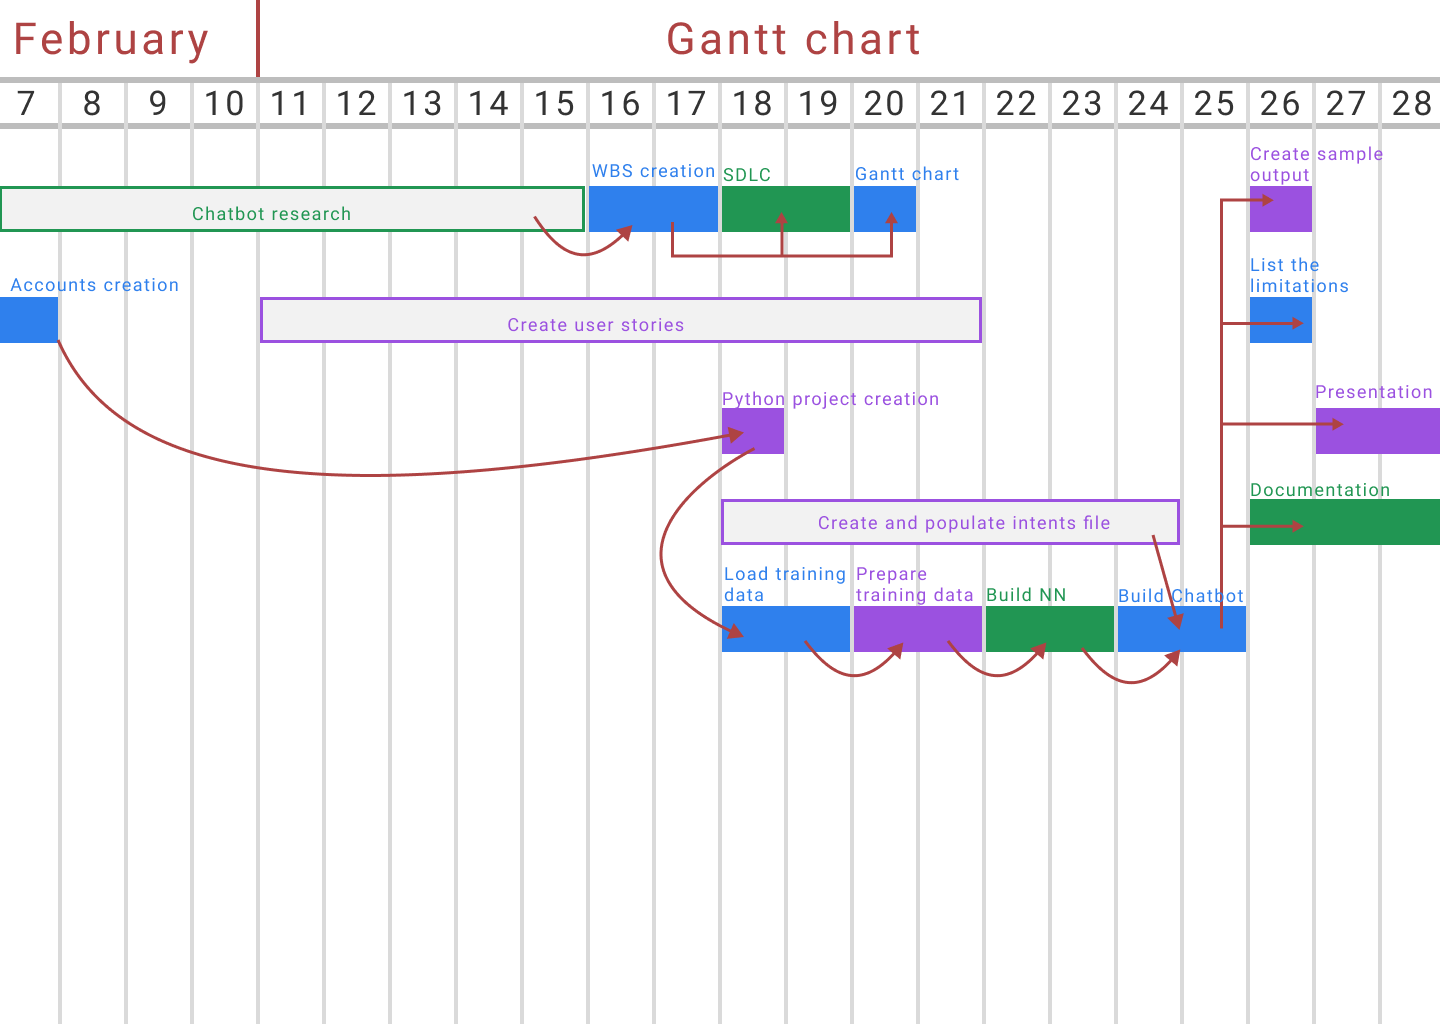 February
Gantt chart
7 8 9 10 11 12 13 14 15 16 17 18 19 20 21 22 23 24 25 26 27 28
Create sample
output
WBS creation
SDLC
Gantt chart
Chatbot research
List the
limitations
Accounts creation
Create user stories
Presentation
Python project creation
Documentation
Create and populate intents file
Load training
data
Prepare
training data
Build NN
Build Chatbot